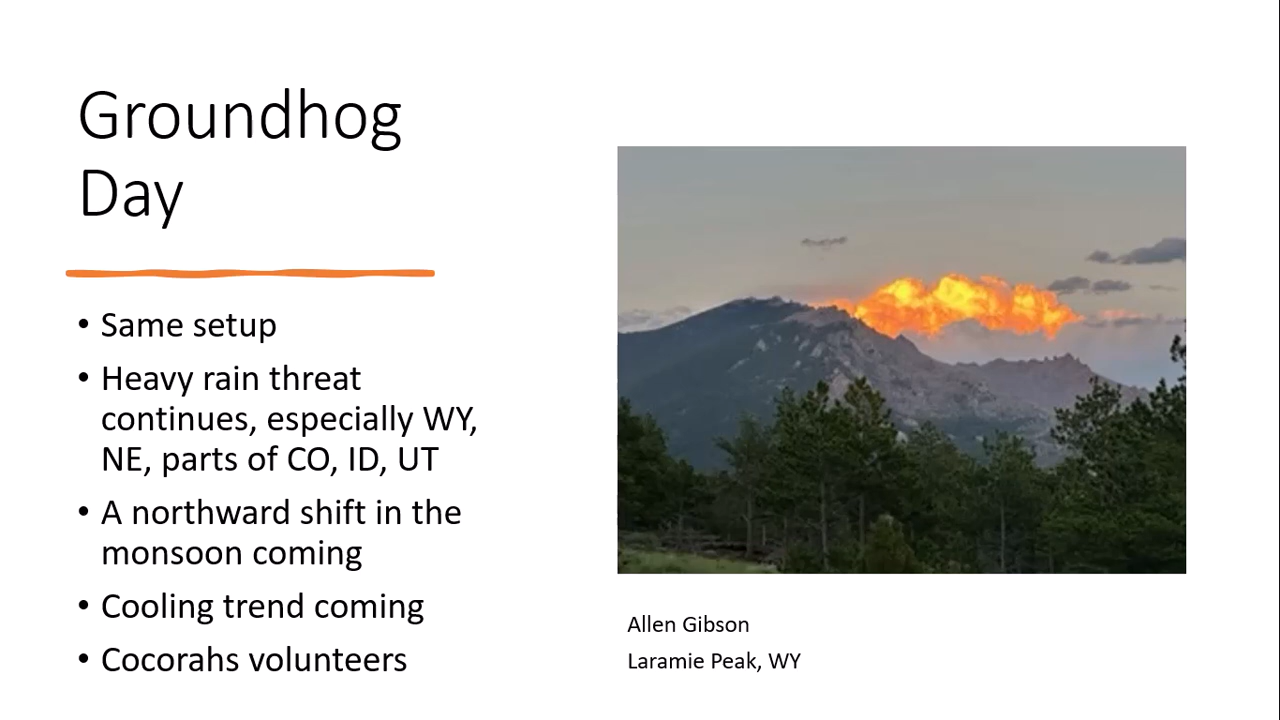 Groundhog
Day
• Same setup
• Heavy rain threat
continues, especially WY,
NE, parts of CO, ID, UT
• A northward shift in the
monsoon coming
• Cooling trend coming
• Cocorahs volunteers
Allen Gibson
Laramie Peak, WY